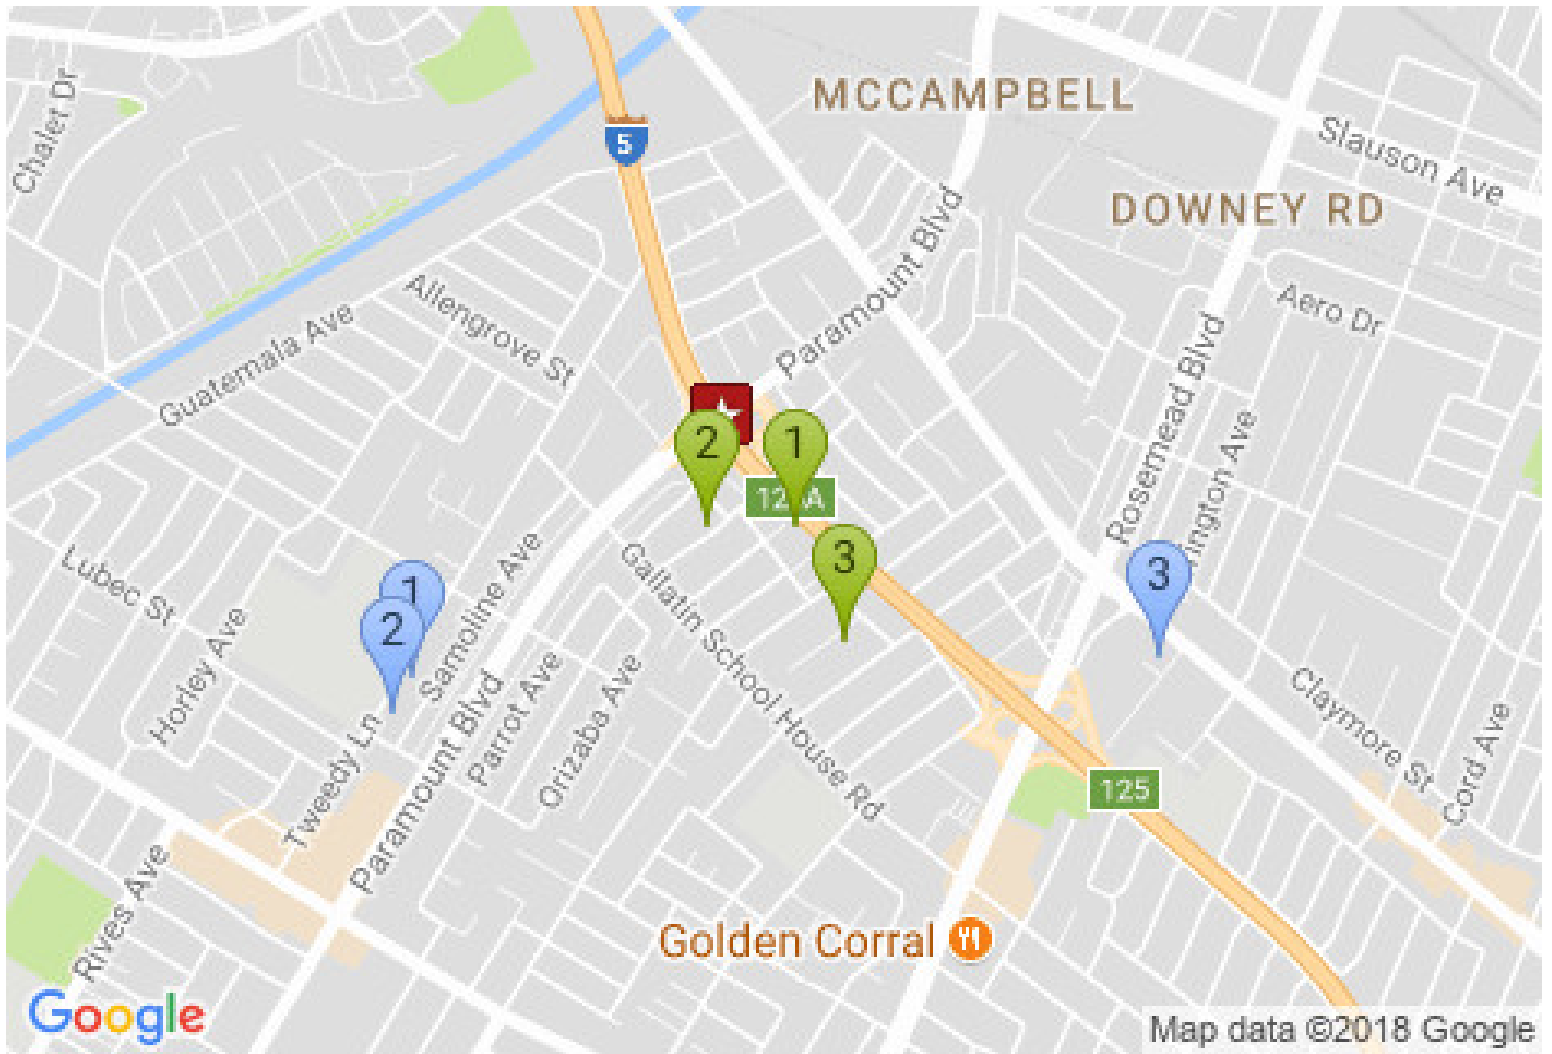 MCCAMPBELL
Chalet Dr
5
Slauson Ave
DOWNEY RD
Paramount Blvd
Allengrove St
Aero Dr
Guatemala Ave
Rosemead Blvd
2
1
3
Gallatin School House Rd
1
2
3
Lubec St
Samoline Ave
Horley Ave
Parrot Ave
Orizaba Ave
Paramount Blvd
Tweedy Ln
Claymore St
Cord Ave
125
Rives Ave
Golden Corral
Google
Map data ©2018 Google